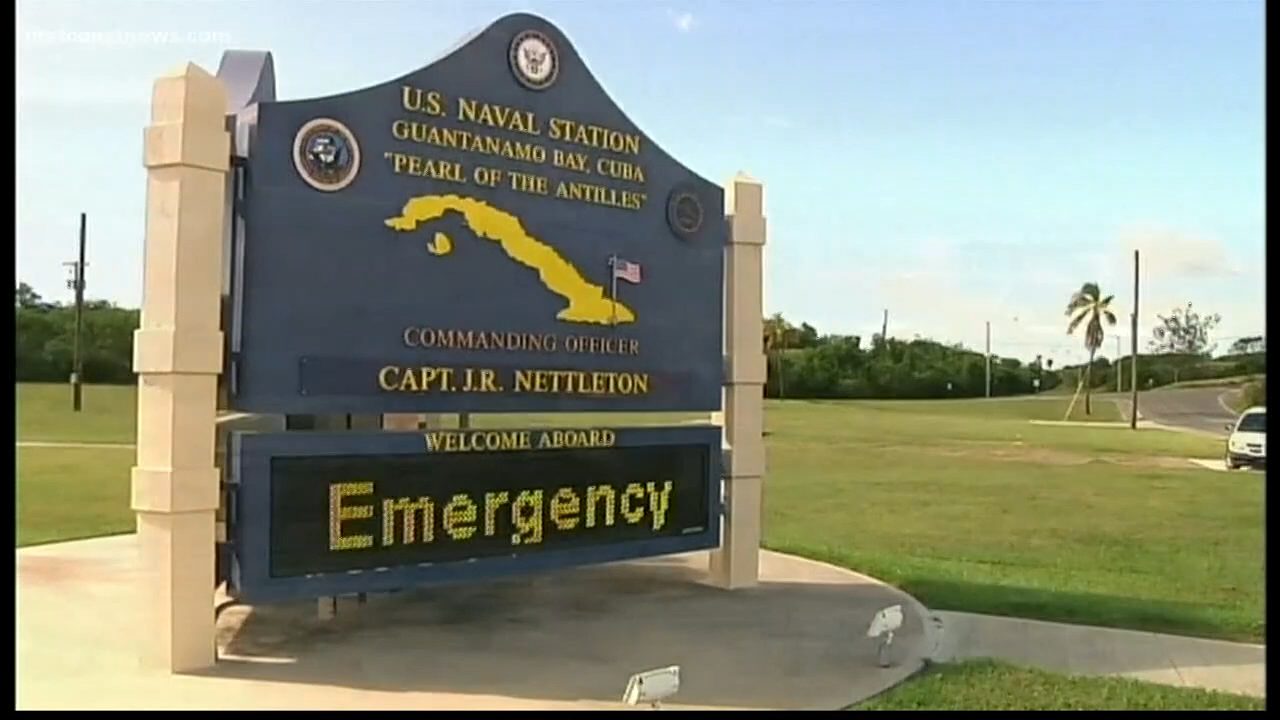 U.S. NAVAL STATION
GUANTANAMO BAY, CUBA
"PEARL OF THE ANTILLES"
COMMANDING OFFICER
CAPT. J.R. NETTLETON
WELCOME ABOARD
Emergency